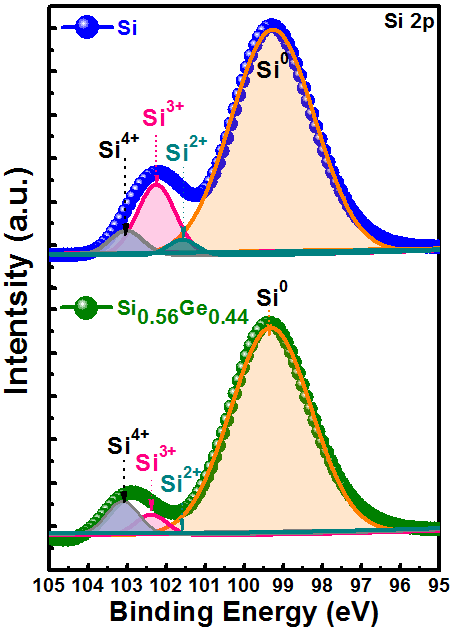 Si
Si 2p
Si⁰
Si³⁺
Si⁴⁺
Si²⁺
Intentsity (a.u.)
Si₀.₅₆Ge₀.₄₄
Si⁰
Si⁴⁺
Si³⁺
Si²⁺
105 104 103 102 101 100 99 98 97 96 95
Binding Energy (eV)